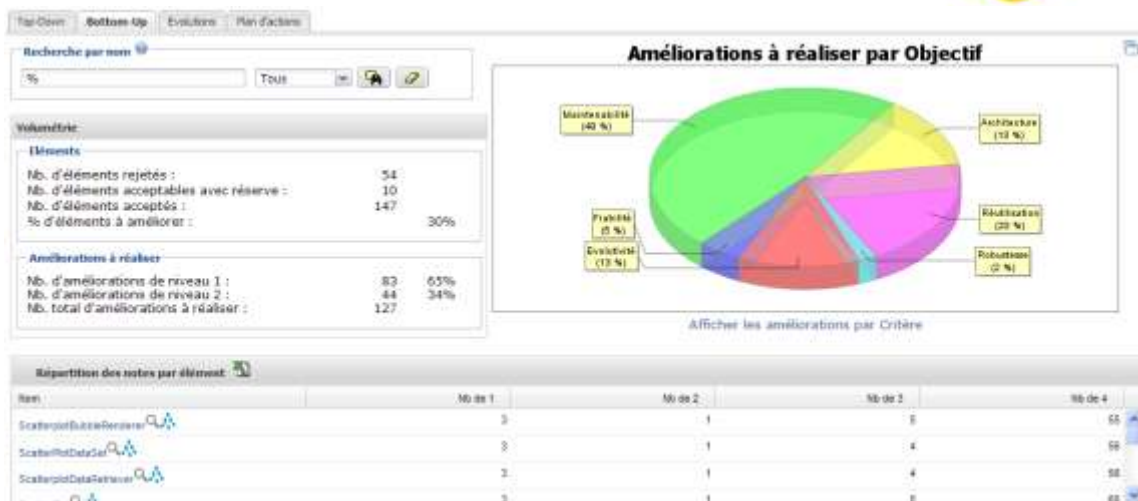 Top-Down Bottom-Up Evolutions Plan d'actions
Recherche par nom
% Tous
Volumétrie
Eléments
Nb. d'éléments rejetés : 54
Nb. d'éléments acceptables avec réserve : 10
Nb. d'éléments acceptés : 147
% d'éléments à améliorer : 30%
Améliorations à réaliser
Nb. d'améliorations de niveau 1 : 83 65%
Nb. d'améliorations de niveau 2 : 44 34%
Nb. total d'améliorations à réaliser : 127
Améliorations à réaliser par Objectif
Maintenabilité
Architecture
(13 %)
Fiabilité
(5 %)
Réutilisation
(20 %)
Evolutivité
(13 %)
Robustesse
(2 %)
Afficher les améliorations par Critère
Répartition des notes par élément
Item Nb de 1 Nb de 2 Nb de 3 Nb de 4
ScatterplotBubbleRenderer 3 1 5 55
ScatterPlotDataSet 3 1 4 58
ScatterplotDataRetriever 3 1 4 58